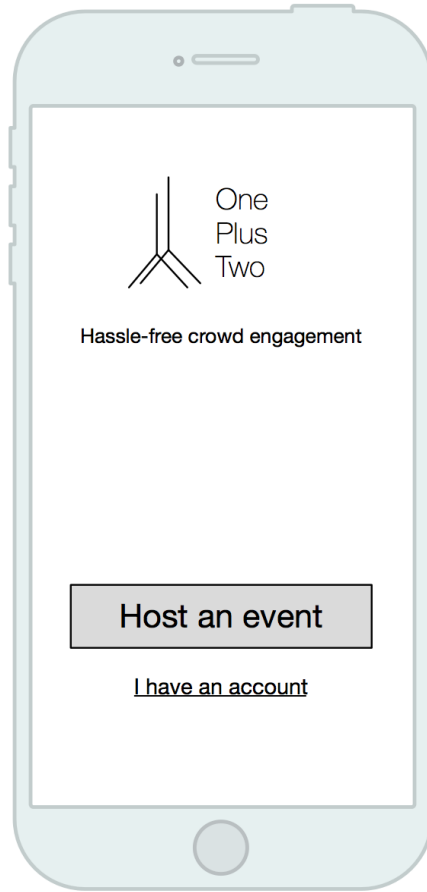 One
Plus
Two
Hassle-free crowd engagement
Host an event
I have an account